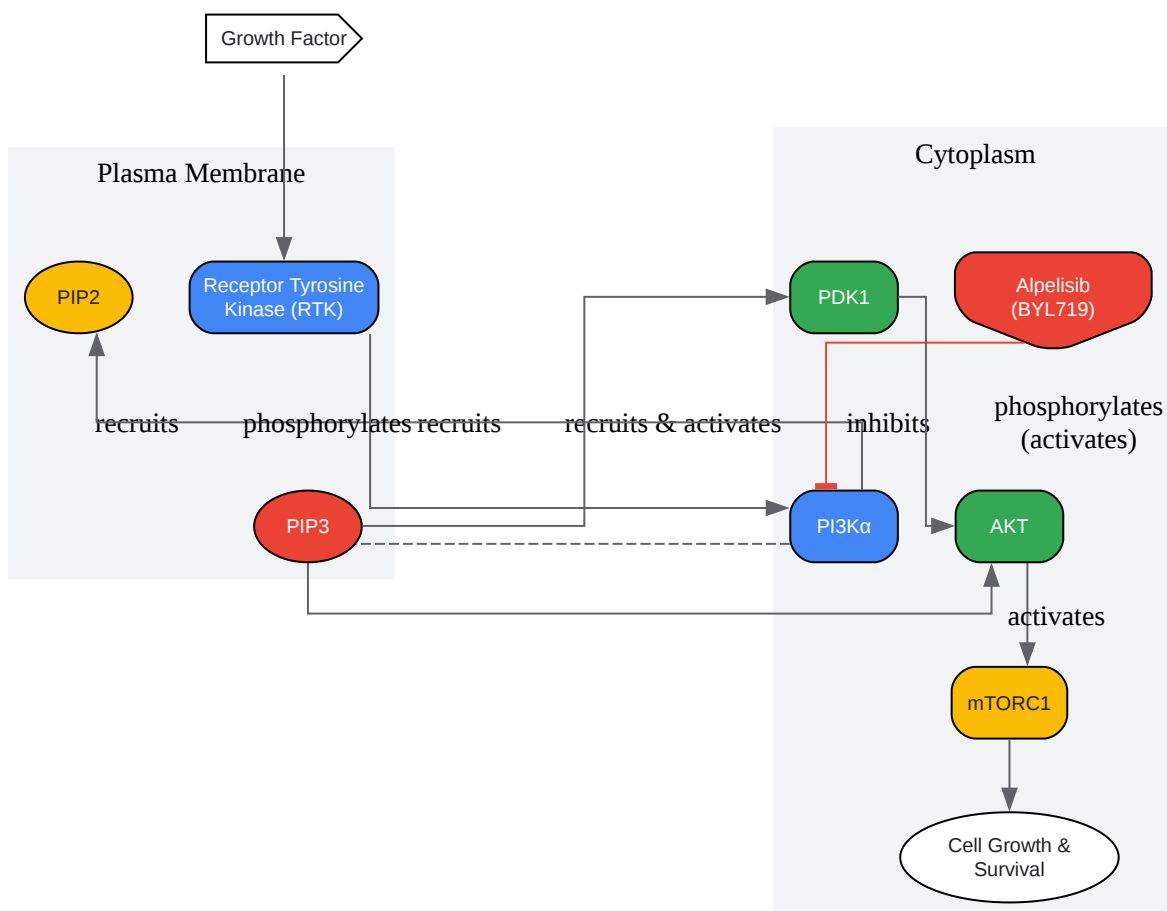 Growth Factor
Cytoplasm
Plasma Membrane
PIP2
Receptor Tyrosine
Kinase (RTK)
PDK1
Alpelisib
(BYL719)
recruits
phosphorylates
recruits
recruits & activates
inhibits
phosphorylates
(activates)
PIP3
PI3Kα
AKT
activates
mTORC1
Cell Growth &
Survival